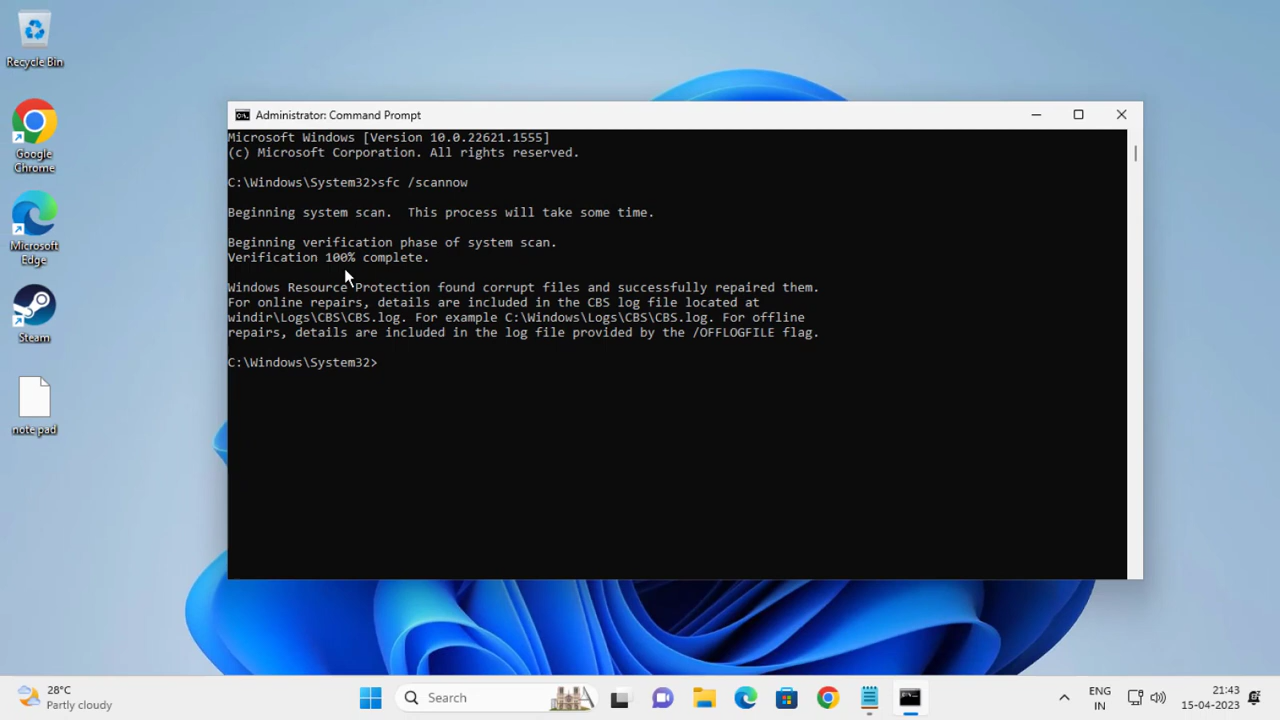 Recycle Bin
Google
Chrome
Microsoft
Edge
Steam
note pad
Administrator: Command Prompt
Microsoft Windows [Version 10.0.22621.1555]
(c) Microsoft Corporation. All rights reserved.
C:\Windows\System32>sfc /scannow
Beginning system scan.  This process will take some time.
Beginning verification phase of system scan.
Verification 100% complete.
Windows Resource Protection found corrupt files and successfully repaired them.
For online repairs, details are included in the CBS log file located at
windir\Logs\CBS\CBS.log. For example C:\Windows\Logs\CBS\CBS.log. For offline
repairs, details are included in the log file provided by the /OFFLOGFILE flag.
C:\Windows\System32>
28°C
Partly cloudy
Search
ENG
IN
21:43
15-04-2023